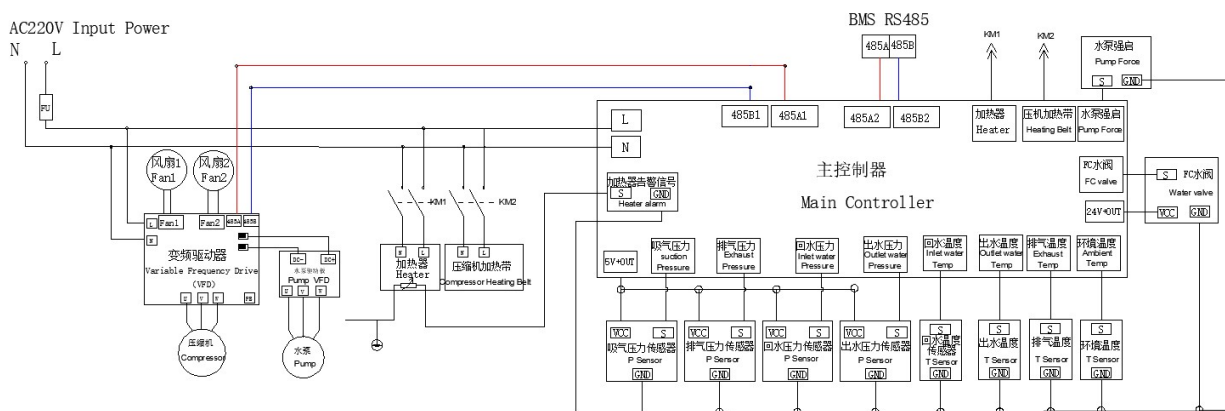 AC220V Input Power
N L
FU
风扇1
Fan1
风扇2
Fan2
L
Fan1
Fan2
485A
485B
N
变频驱动器
Variable Frequency Drive
(VFD)
U V W
PE
压缩机
Compressor
DC-
DC+
水泵驱动板
Pump VFD
U V W
水泵
Pump
KM1
KM2
N L
加热器
Heater
N L
压缩机加热带
Compressor Heating Belt
BMS RS485
485A 485B
KM1
KM2
水泵强启
Pump Force
S
GND
L
N
485B1
485A1
485A2
485B2
加热器
Heater
压机加热带
Heating Belt
水泵强启
Pump Force
加热器告警信号
S
GND
Heater alarm
主控制器
Main Controller
FC水阀
FC valve
24V+OUT
S
FC水阀
Water valve
VCC
GND
5V+OUT
吸气压力
suction
Pressure
排气压力
Exhaust
Pressure
回水压力
Inlet water
Pressure
出水压力
Outlet water
Pressure
回水温度
Inlet water
Temp
出水温度
Outlet water
Temp
排气温度
Exhaust
Temp
环境温度
Ambient
Temp
VCC S
吸气压力传感器
P Sensor
GND
VCC S
排气压力传感器
P Sensor
GND
VCC S
回水压力传感器
P Sensor
GND
VCC S
出水压力传感器
P Sensor
GND
S
回水温度
传感器
T Sensor
GND
S
出水温度
T Sensor
GND
S
排气温度
T Sensor
GND
S
环境温度
T Sensor
GND